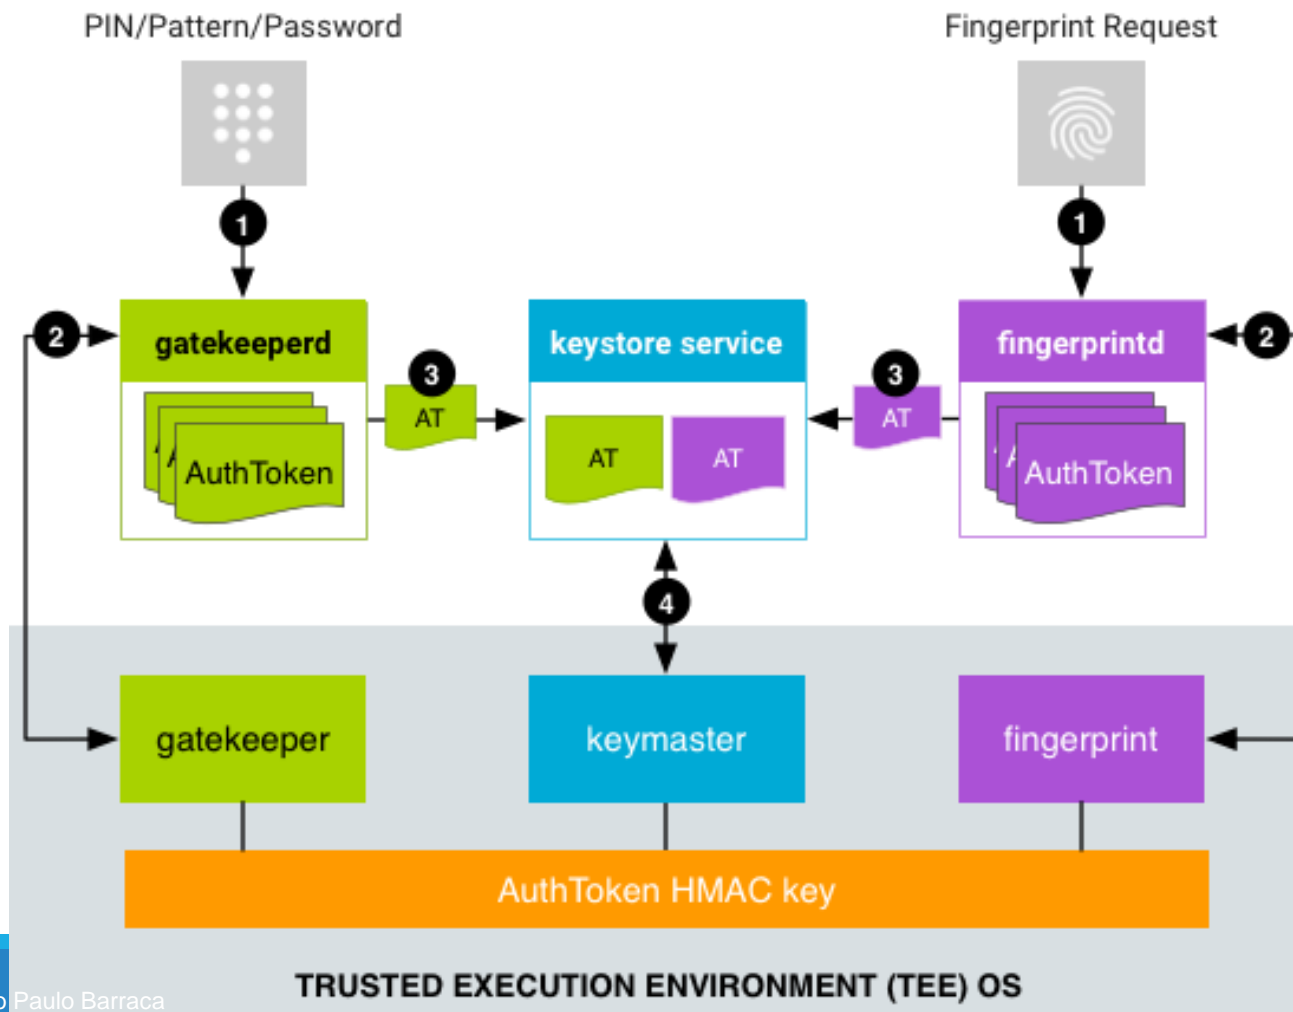 PIN/Pattern/Password
Fingerprint Request
1
1
2
gatekeeperd
3
keystore service
3
fingerprintd
2
AT
AT
AuthToken
AT
AT
AuthToken
4
gatekeeper
keymaster
fingerprint
AuthToken HMAC key
TRUSTED EXECUTION ENVIRONMENT (TEE) OS
Paulo Barraca